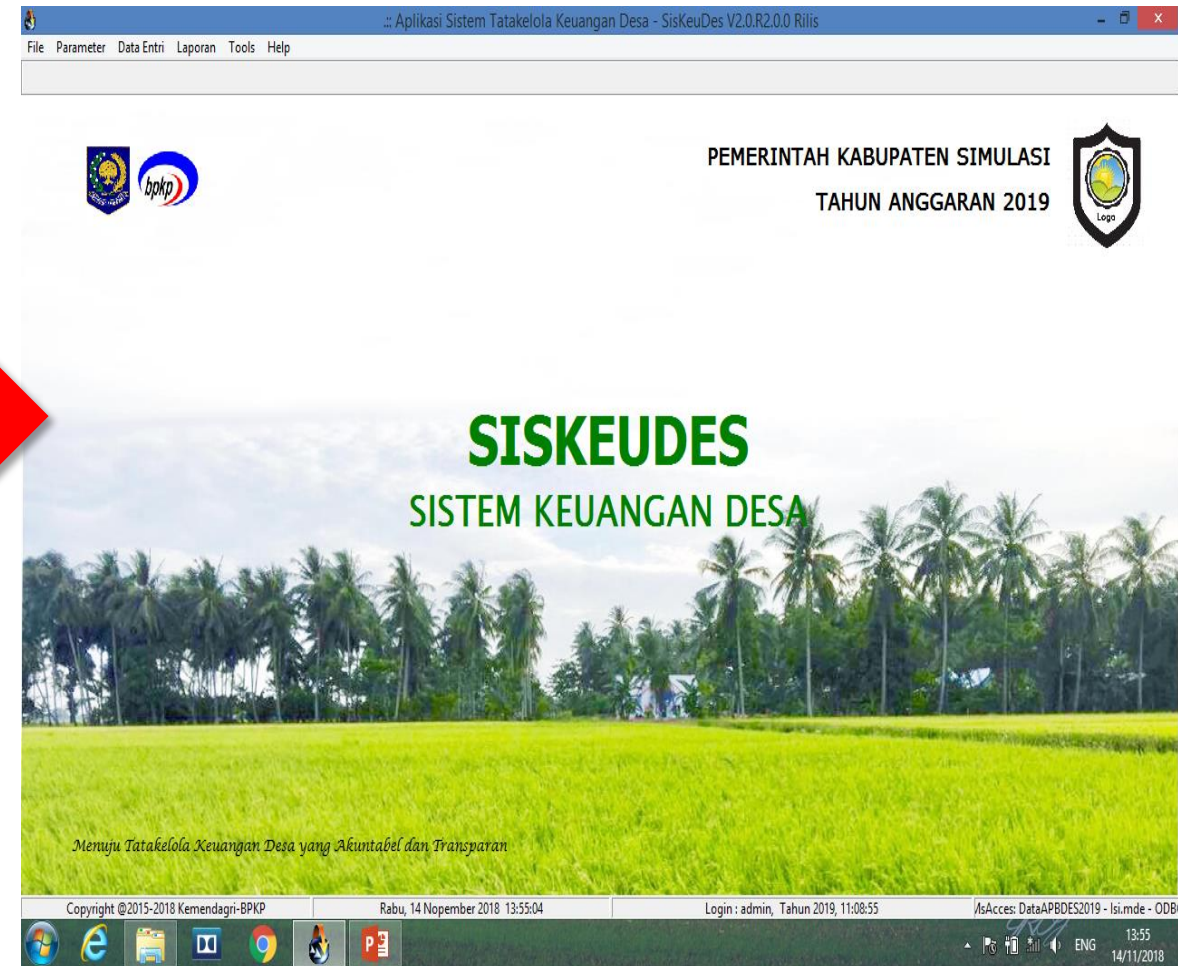 .:: Aplikasi Sistem Tatakelola Keuangan Desa - SisKeuDes V2.0.R2.0.0 Rilis
File Parameter Data Entri Laporan Tools Help
bpkp
PEMERINTAH KABUPATEN SIMULASI
TAHUN ANGGARAN 2019
Logo
SISKEUDES
SISTEM KEUANGAN DESA
Menuju Tatakelola Keuangan Desa yang Akuntabel dan Transparan
Copyright @2015-2018 Kemendagri-BPKP Rabu, 14 Nopember 2018 13:55:04 Login : admin, Tahun 2019, 11:08:55 MsAcces: DataAPBDES2019 - Isi.mde - ODB
ENG 13:55
14/11/2018